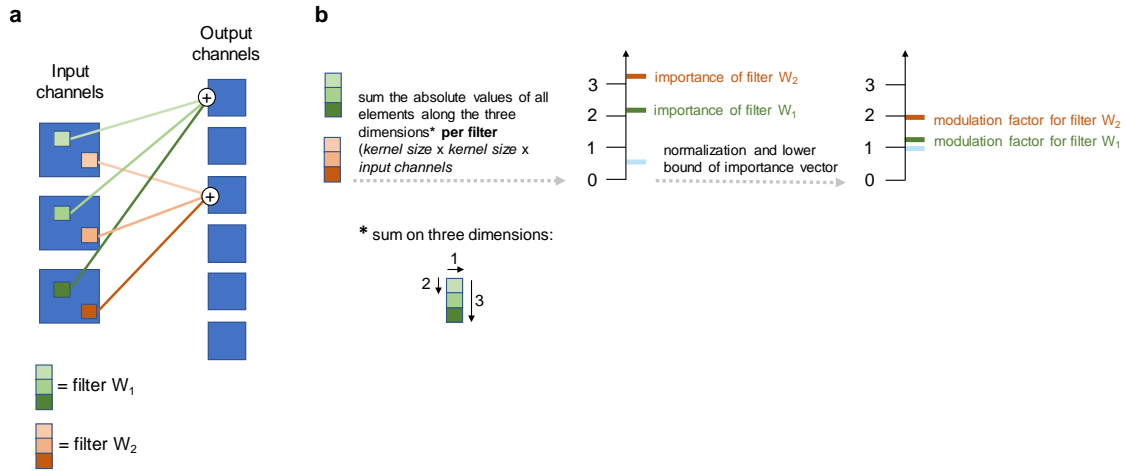 a
Output
channels
Input
channels
+
+
= filter W1
= filter W2
b
sum the absolute values of all
elements along the three
dimensions* per filter
(kernel size x kernel size x
input channels
* sum on three dimensions:
1
2
3
3
2
1
0
importance of filter W2
importance of filter W1
normalization and lower
bound of importance vector
3
2
1
0
modulation factor for filter W2
modulation factor for filter W1